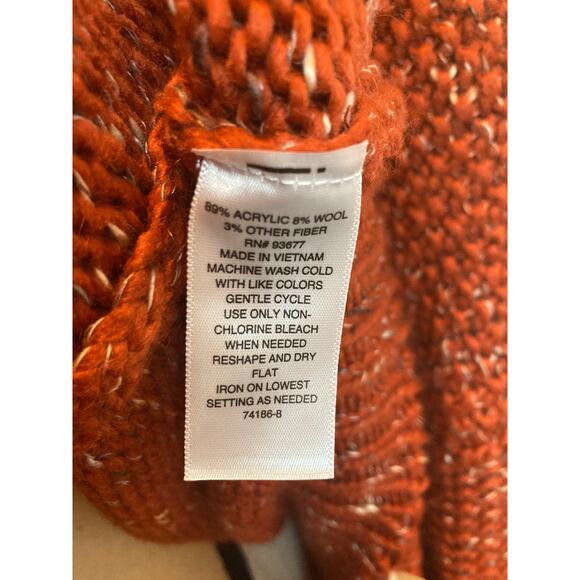 89% ACRYLIC 8% WOOL
3% OTHER FIBER
RN# 93677
MADE IN VIETNAM
MACHINE WASH COLD
WITH LIKE COLORS
GENTLE CYCLE
USE ONLY NON-
CHLORINE BLEACH
WHEN NEEDED
RESHAPE AND DRY
FLAT
IRON ON LOWEST
SETTING AS NEEDED
74186-8